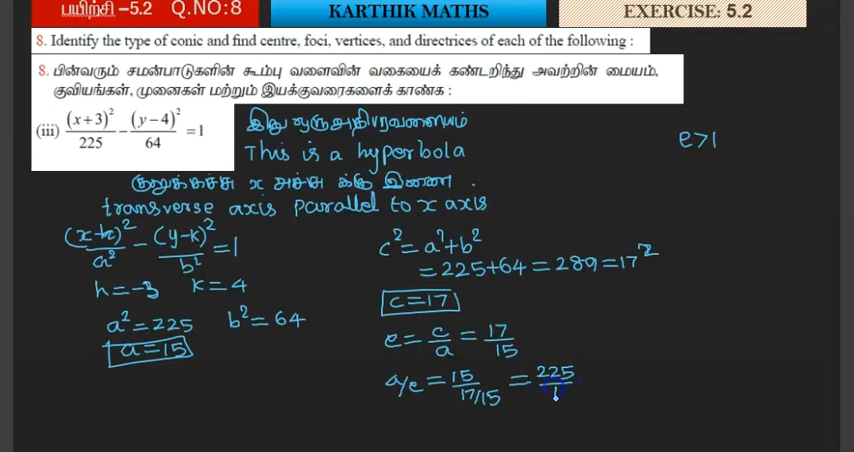 பயிற்சி –5.2 Q.NO:8 KARTHIK MATHS EXERCISE: 5.2
8. Identify the type of conic and find centre, foci, vertices, and directrices of each of the following :
8. பின்வரும் சமன்பாடுகளின் கூம்பு வளைவின் வகையைக் கண்டறிந்து அவற்றின் மையம்,
குவியங்கள், முனைகள் மற்றும் இயக்குவரைகளைக் காண்க :
(iii) (x+3)²/225 − (y−4)²/64 = 1
இது ஒரு அதிபரவளையம்
This is a hyperbola
e>1
குறுக்கச்சு x அச்சு க்கு இணை .
transverse axis parallel to x axis
(x-h)²/a² − (y-k)²/b² = 1
h = -3 k = 4
a² = 225 b² = 64
a = 15
c² = a² + b²
= 225+64 = 289 = 17²
c = 17
e = c/a = 17/15
a/e = 15/17/15 = 225/1